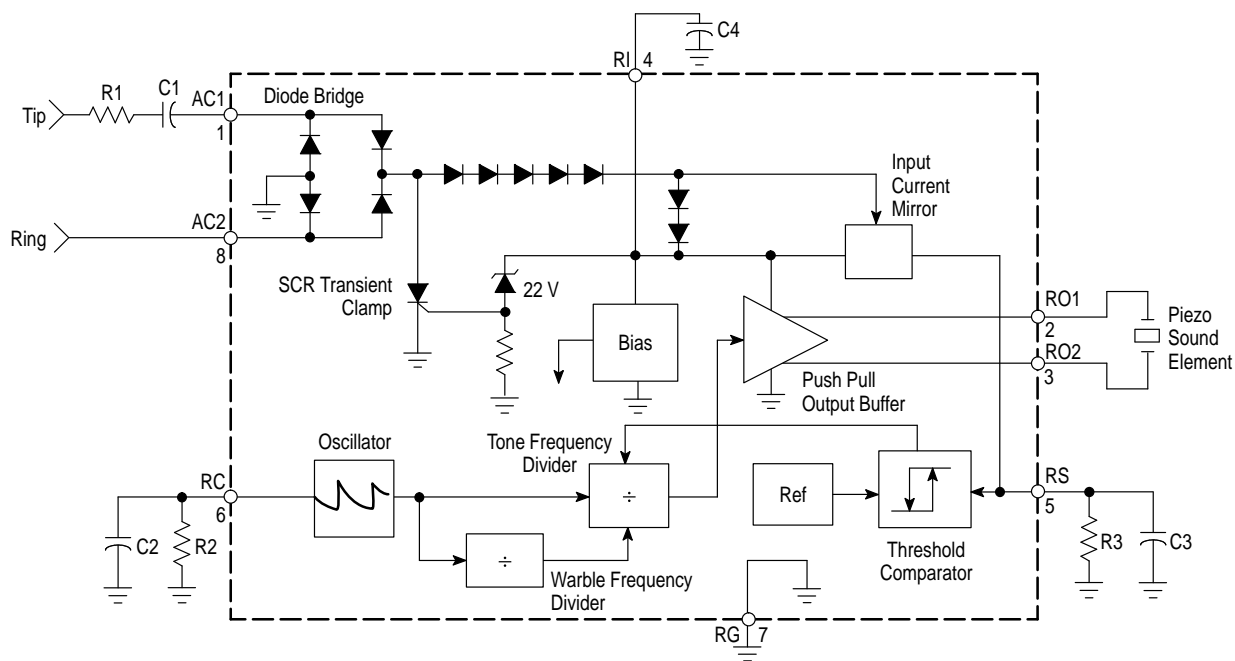 C4
RI 4
R1
C1
AC1
Diode Bridge
Tip
1
Input
Current
Mirror
AC2
Ring
8
SCR Transient
Clamp
22 V
RO1
Piezo
2
Sound
Bias
RO2
Element
3
Push Pull
Output Buffer
Oscillator
Tone Frequency
Divider
RC
÷
Ref
RS
6
5
C2
R2
÷
R3
C3
Threshold
Comparator
Warble Frequency
Divider
RG 7